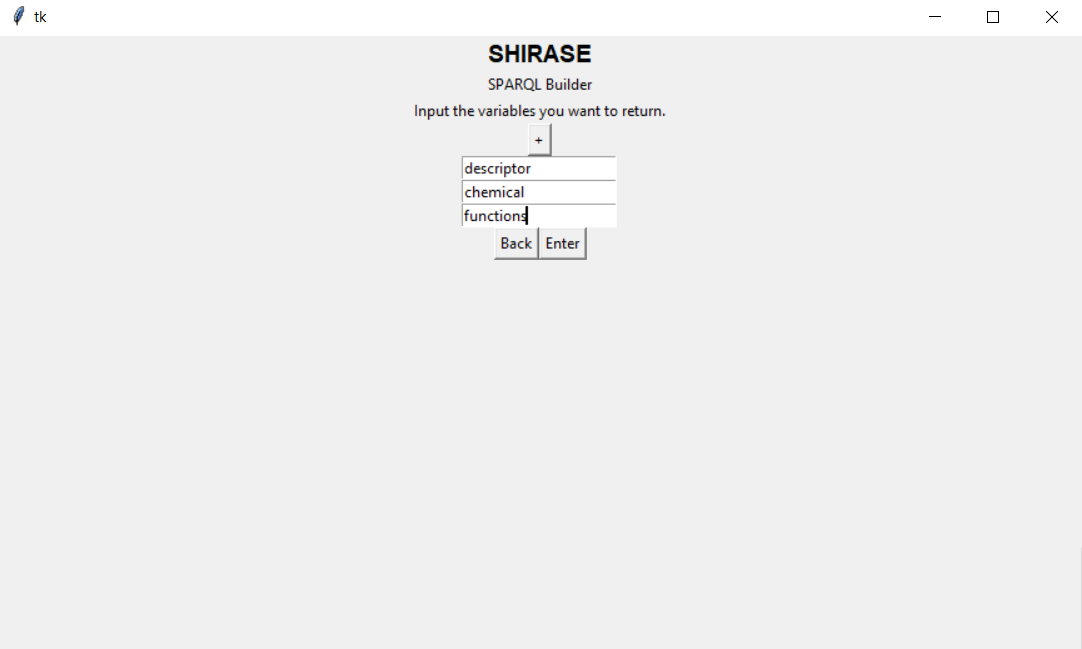 tk
SHIRASE
SPARQL Builder
Input the variables you want to return.
+
descriptor
chemical
functions
Back Enter